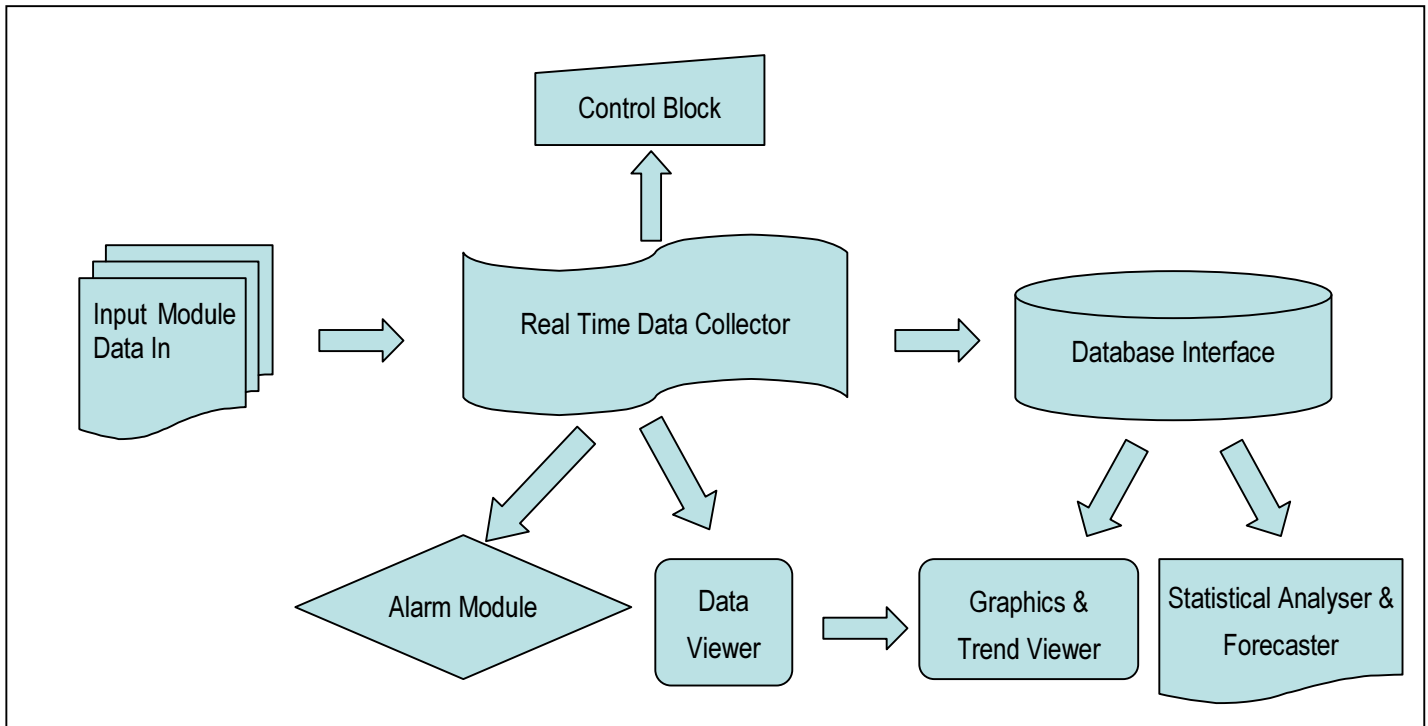 Control Block
Input Module
Data In
Real Time Data Collector
Database Interface
Alarm Module
Data
Viewer
Graphics &
Trend Viewer
Statistical Analyser &
Forecaster